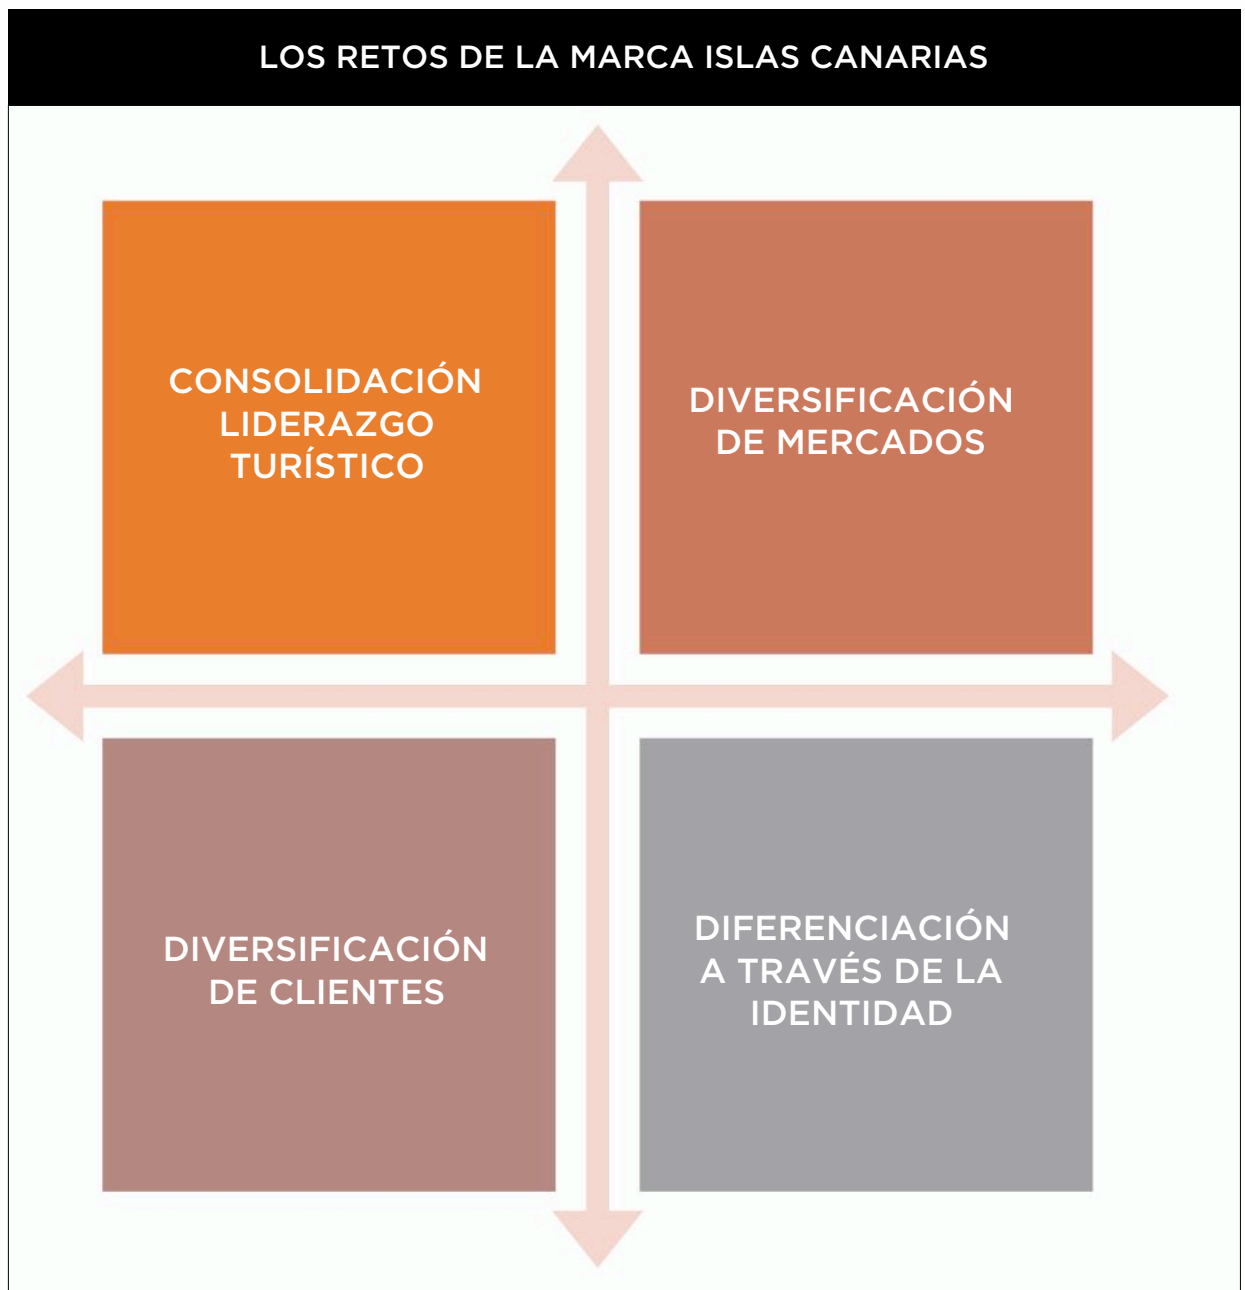 LOS RETOS DE LA MARCA ISLAS CANARIAS
CONSOLIDACIÓN
LIDERAZGO
TURÍSTICO
DIVERSIFICACIÓN
DE MERCADOS
DIVERSIFICACIÓN
DE CLIENTES
DIFERENCIACIÓN
A TRAVÉS DE LA
IDENTIDAD